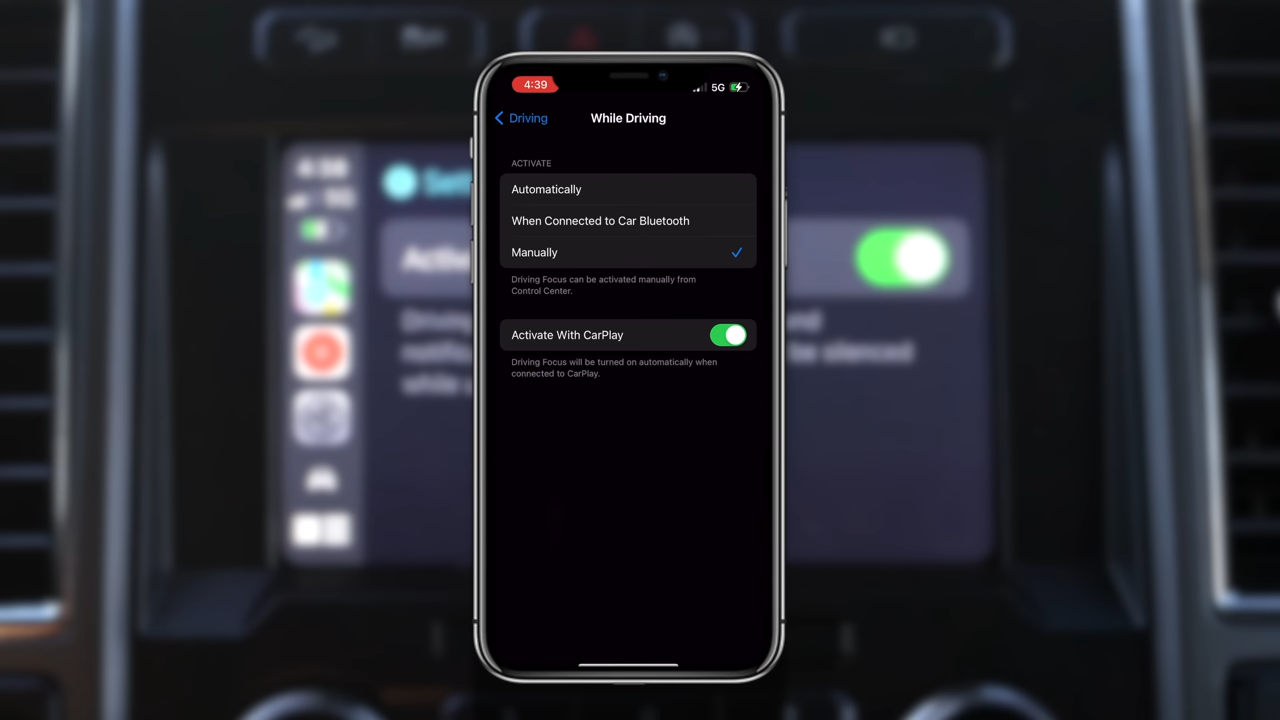 4:39
5G
Driving
While Driving
ACTIVATE
Automatically
When Connected to Car Bluetooth
Manually
Driving Focus can be activated manually from
Control Center.
Activate With CarPlay
Driving Focus will be turned on automatically when
connected to CarPlay.